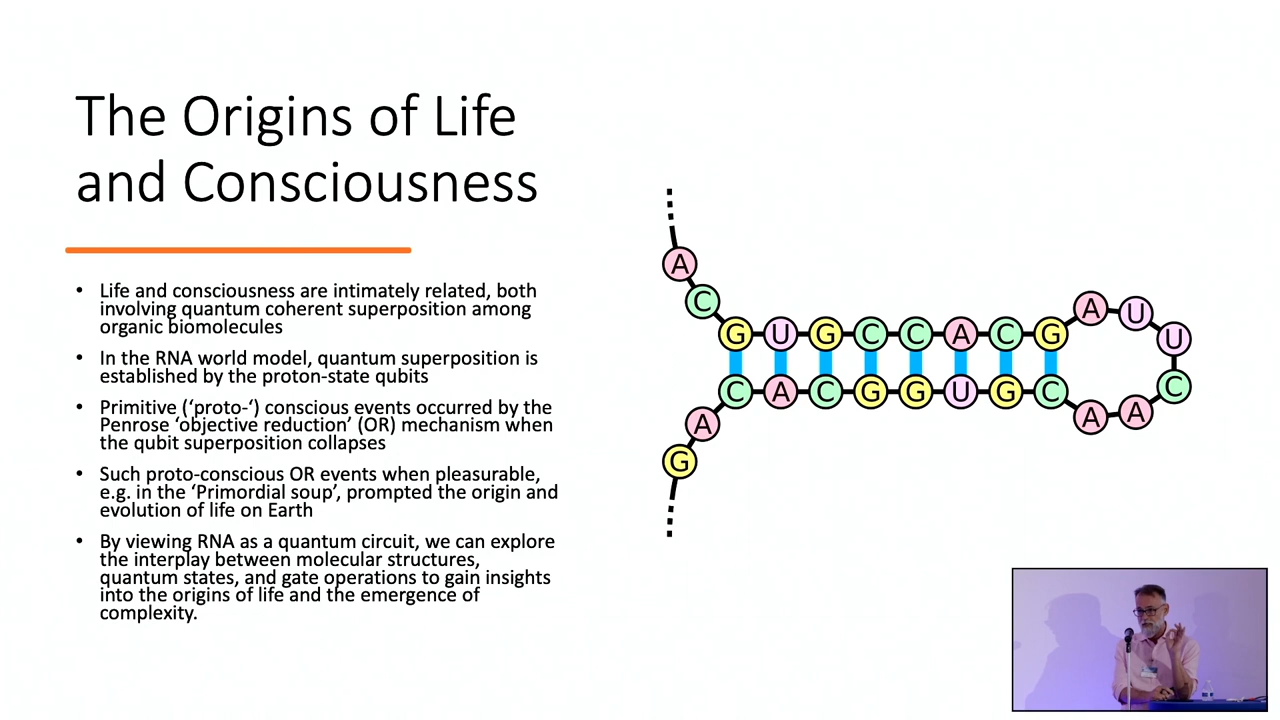 The Origins of Life
and Consciousness
• Life and consciousness are intimately related, both
involving quantum coherent superposition among
organic biomolecules
• In the RNA world model, quantum superposition is
established by the proton-state qubits
• Primitive (‘proto-‘) conscious events occurred by the
Penrose ‘objective reduction’ (OR) mechanism when
the qubit superposition collapses
• Such proto-conscious OR events when pleasurable,
e.g. in the ‘Primordial soup’, prompted the origin and
evolution of life on Earth
• By viewing RNA as a quantum circuit, we can explore
the interplay between molecular structures,
quantum states, and gate operations to gain insights
into the origins of life and the emergence of
complexity.
A
C
G U G C C A C G A U U
C A C G G U G C A A C
A
G